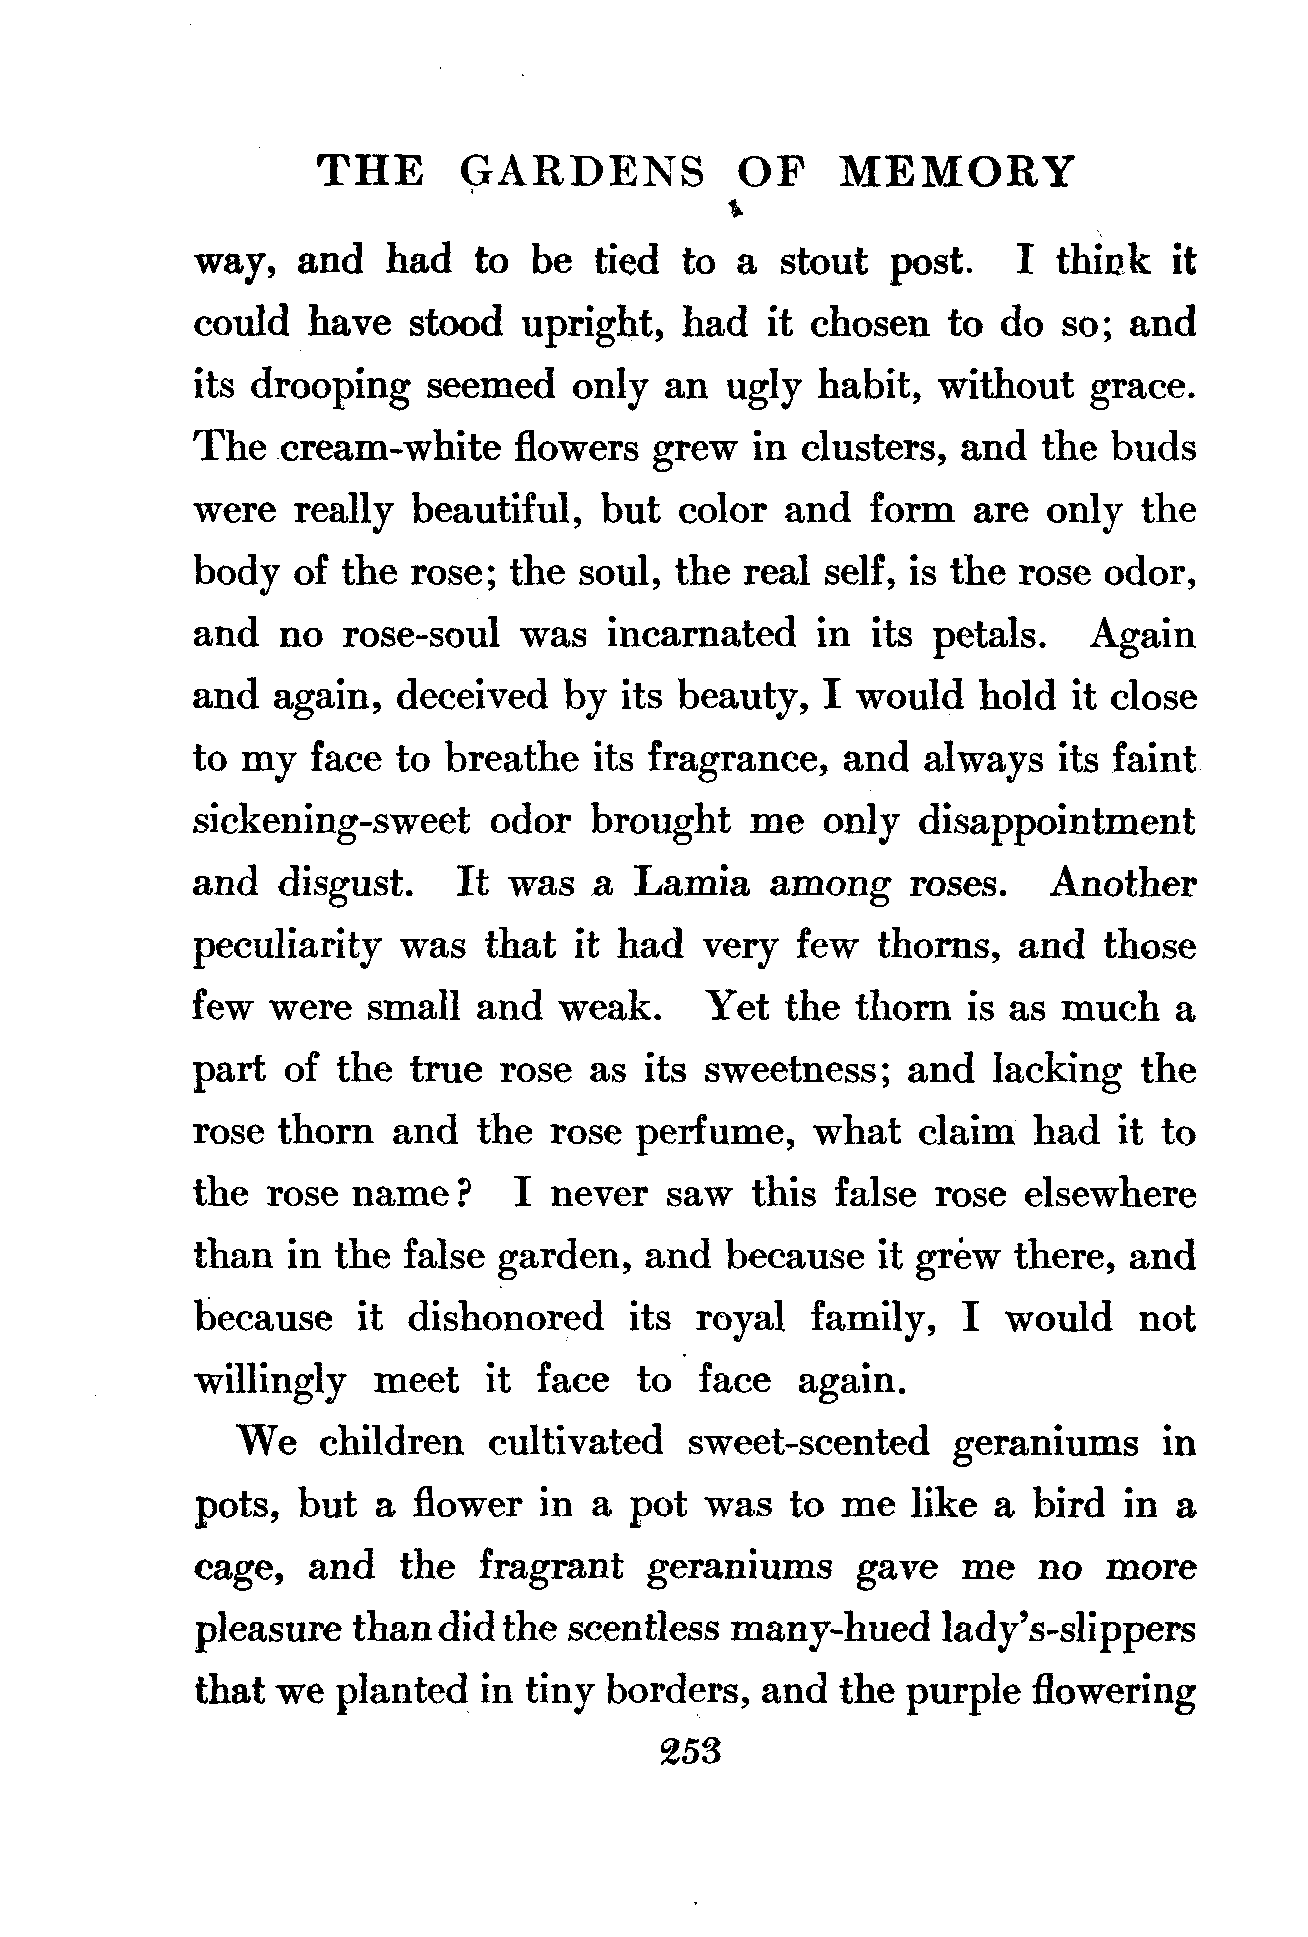 THE GARDENS OF MEMORY
way, and had to be tied to a stout post. I think it
could have stood upright, had it chosen to do so; and
its drooping seemed only an ugly habit, without grace.
The cream-white flowers grew in clusters, and the buds
were really beautiful, but color and form are only the
body of the rose; the soul, the real self, is the rose odor,
and no rose-soul was incarnated in its petals. Again
and again, deceived by its beauty, I would hold it close
to my face to breathe its fragrance, and always its faint
sickening-sweet odor brought me only disappointment
and disgust. It was a Lamia among roses. Another
peculiarity was that it had very few thorns, and those
few were small and weak. Yet the thorn is as much a
part of the true rose as its sweetness; and lacking the
rose thorn and the rose perfume, what claim had it to
the rose name? I never saw this false rose elsewhere
than in the false garden, and because it grew there, and
because it dishonored its royal family, I would not
willingly meet it face to face again.
We children cultivated sweet-scented geraniums in
pots, but a flower in a pot was to me like a bird in a
cage, and the fragrant geraniums gave me no more
pleasure than did the scentless many-hued lady's-slippers
that we planted in tiny borders, and the purple flowering
253